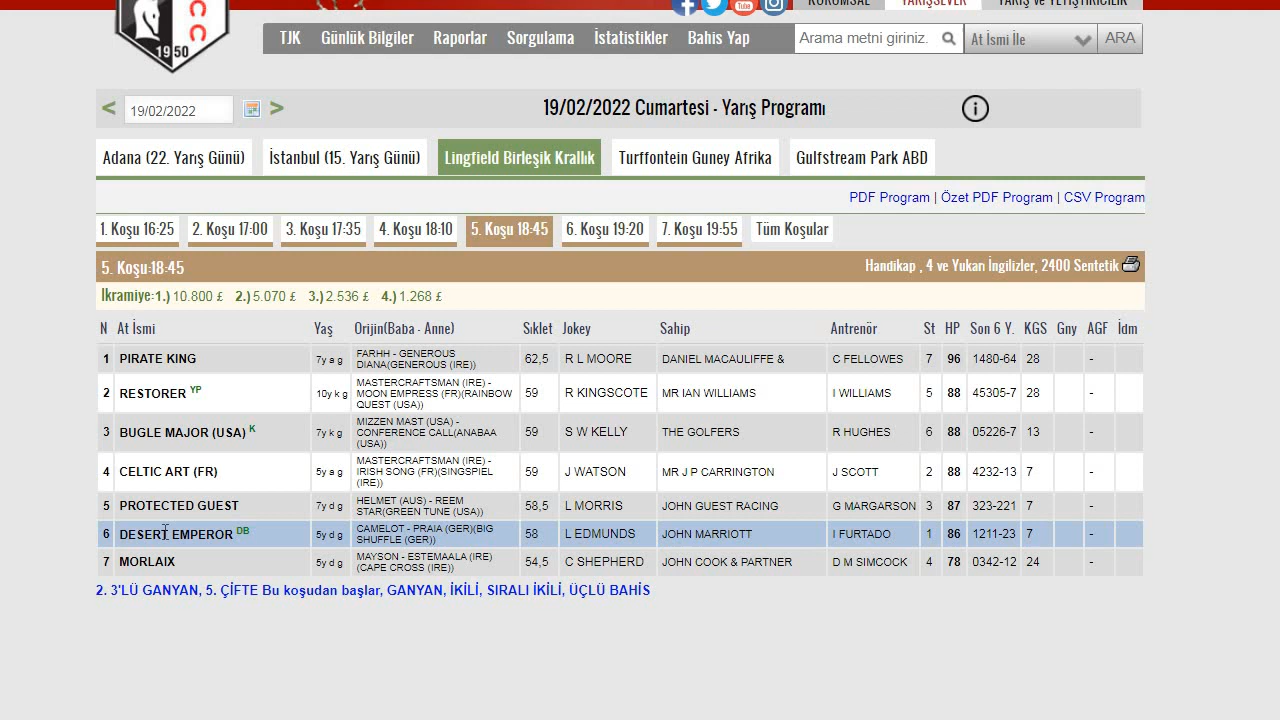 KURUMSAL YARIŞSEVER YARIŞ ve YETİŞTİRİCİLİK
C C
1950
You Tube
TJK Günlük Bilgiler Raporlar Sorgulama İstatistikler Bahis Yap Arama metni giriniz. At İsmi İle ARA
< 19/02/2022 > 19/02/2022 Cumartesi - Yarış Programı i
Adana (22. Yarış Günü) İstanbul (15. Yarış Günü) Lingfield Birleşik Krallık Turffontein Guney Afrika Gulfstream Park ABD
PDF Program | Özet PDF Program | CSV Program
1. Koşu 16:25 2. Koşu 17:00 3. Koşu 17:35 4. Koşu 18:10 5. Koşu 18:45 6. Koşu 19:20 7. Koşu 19:55 Tüm Koşular
5. Koşu:18:45 Handikap , 4 ve Yukarı İngilizler, 2400 Sentetik
İkramiye:1.) 10.800 £ 2.) 5.070 £ 3.) 2.536 £ 4.) 1.268 £
N At İsmi Yaş Orijin(Baba - Anne) Sıklet Jokey Sahip Antrenör St HP Son 6 Y. KGS Gny AGF İdm
1 PIRATE KING 7y a g FARHH - GENEROUS DIANA(GENEROUS (IRE)) 62,5 R L MOORE DANIEL MACAULIFFE & C FELLOWES 7 96 1480-64 28 -
2 RESTORER YP 10y k g MASTERCRAFTSMAN (IRE) - MOON EMPRESS (FR)(RAINBOW QUEST (USA)) 59 R KINGSCOTE MR IAN WILLIAMS I WILLIAMS 5 88 45305-7 28 -
3 BUGLE MAJOR (USA) K 7y k g MIZZEN MAST (USA) - CONFERENCE CALL(ANABAA (USA)) 59 S W KELLY THE GOLFERS R HUGHES 6 88 05226-7 13 -
4 CELTIC ART (FR) 5y a g MASTERCRAFTSMAN (IRE) - IRISH SONG (FR)(SINGSPIEL (IRE)) 59 J WATSON MR J P CARRINGTON J SCOTT 2 88 4232-13 7 -
5 PROTECTED GUEST 7y d g HELMET (AUS) - REEM STAR(GREEN TUNE (USA)) 58,5 L MORRIS JOHN GUEST RACING G MARGARSON 3 87 323-221 7 -
6 DESERT EMPEROR DB 5y d g CAMELOT - PRAIA (GER)(BIG SHUFFLE (GER)) 58 L EDMUNDS JOHN MARRIOTT I FURTADO 1 86 1211-23 7 -
7 MORLAIX 5y d g MAYSON - ESTEMAALA (IRE)(CAPE CROSS (IRE)) 54,5 C SHEPHERD JOHN COOK & PARTNER D M SIMCOCK 4 78 0342-12 24 -
2. 3'LÜ GANYAN, 5. ÇİFTE Bu koşudan başlar, GANYAN, İKİLİ, SIRALI İKİLİ, ÜÇLÜ BAHİS